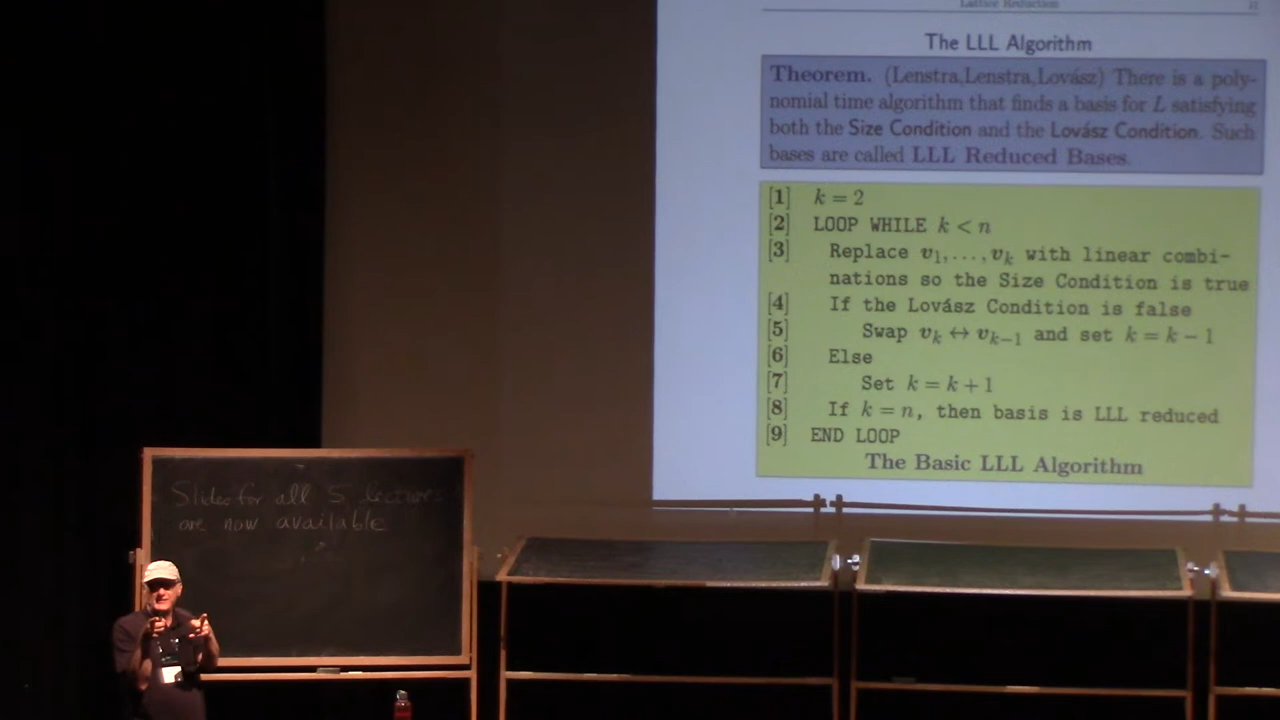 Lattice Reduction
The LLL Algorithm
Theorem. (Lenstra,Lenstra,Lovász) There is a poly-
nomial time algorithm that finds a basis for L satisfying
both the Size Condition and the Lovász Condition. Such
bases are called LLL Reduced Bases.
[1] k = 2
[2] LOOP WHILE k < n
[3] Replace v₁,...,vₖ with linear combi-
nations so the Size Condition is true
[4] If the Lovász Condition is false
[5] Swap vₖ ↔ vₖ₋₁ and set k = k − 1
[6] Else
[7] Set k = k + 1
[8] If k = n, then basis is LLL reduced
[9] END LOOP
The Basic LLL Algorithm
Slides for all 5 lectures
are now available